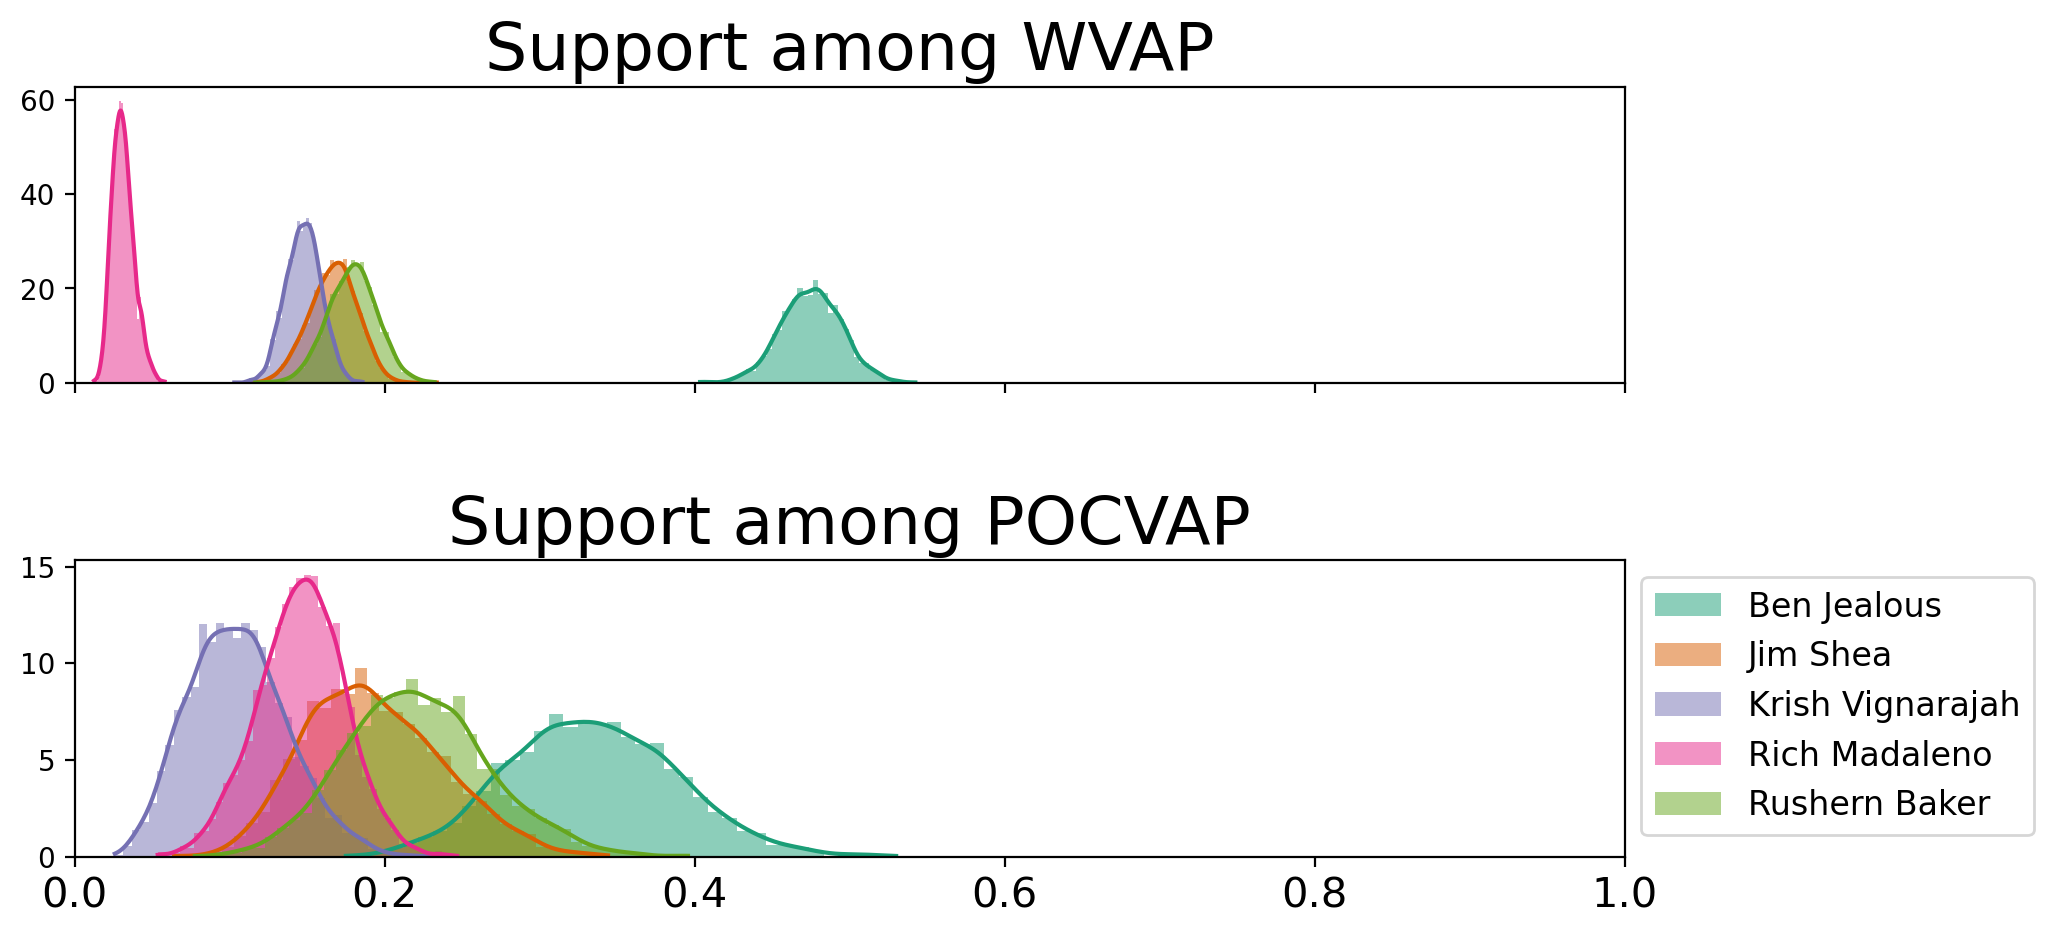 Support among WVAP
60
40
20
0
Support among POCVAP
15
10
5
0
0.0 0.2 0.4 0.6 0.8 1.0
Ben Jealous
Jim Shea
Krish Vignarajah
Rich Madaleno
Rushern Baker